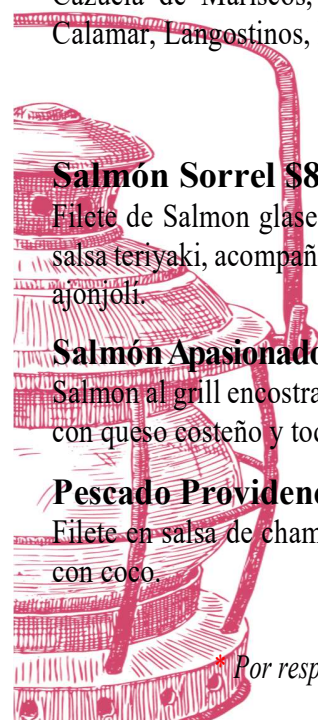 Cazuela de Mariscos,
Calamar, Langostinos,
Salmón Sorrel $8
Filete de Salmon glase
salsa teriyaki, acompañ
ajonjolí.
Salmón Apasionado
Salmon al grill encostra
con queso costeño y toc
Pescado Providenc
Filete en salsa de cham
con coco.
* Por resp